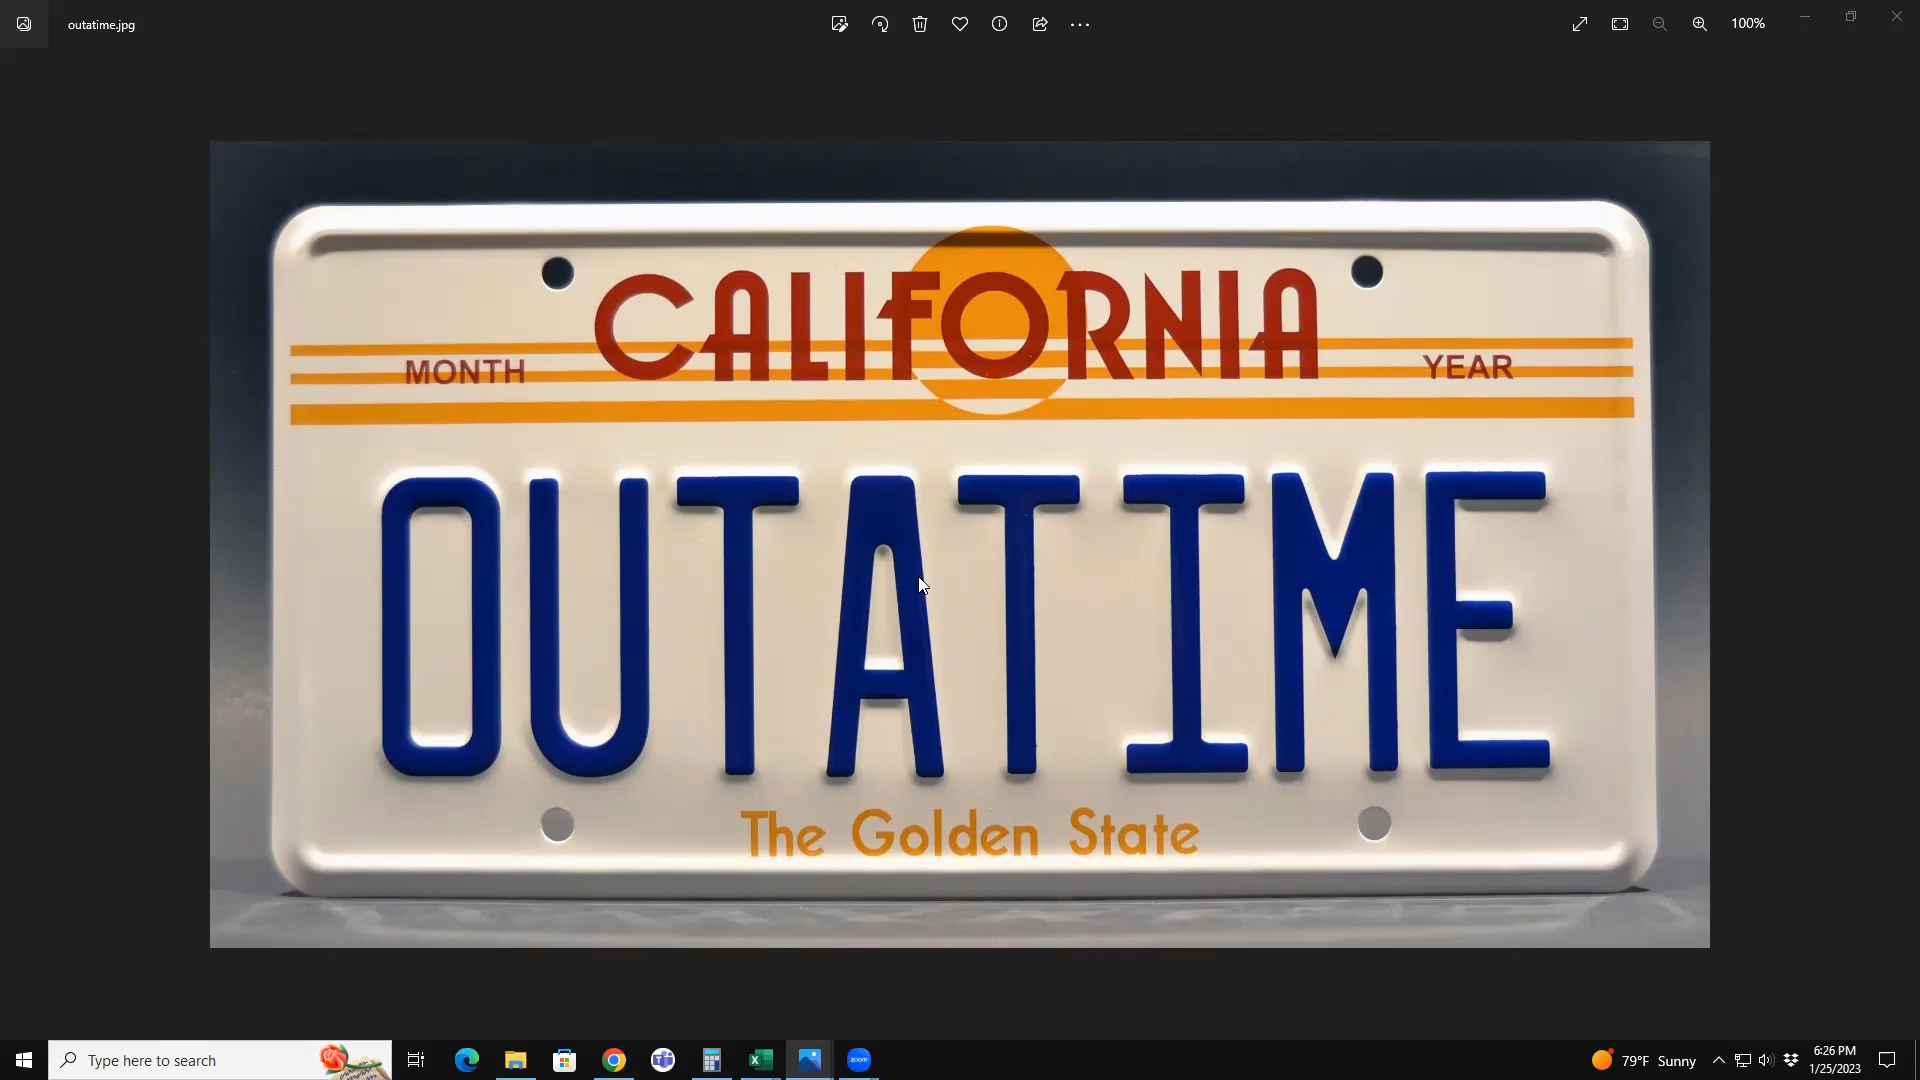 outatime.jpg
100%
CALIFORNIA
MONTH
YEAR
OUTATIME
The Golden State
Type here to search
zoom
79°F Sunny
6:26 PM
1/25/2023